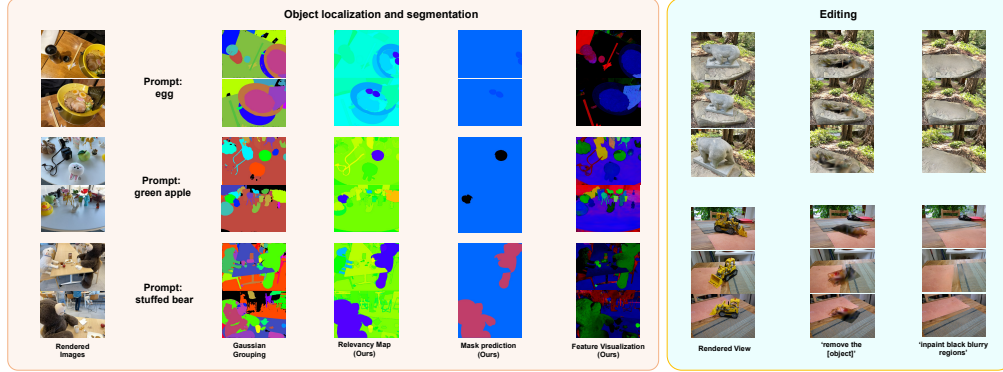 Object localization and segmentation
Prompt:
egg
Prompt:
green apple
Prompt:
stuffed bear
Rendered
Images
Gaussian
Grouping
Relevancy Map
(Ours)
Mask prediction
(Ours)
Feature Visualization
(Ours)
Editing
Rendered View
‘remove the
[object]’
‘inpaint black blurry
regions’